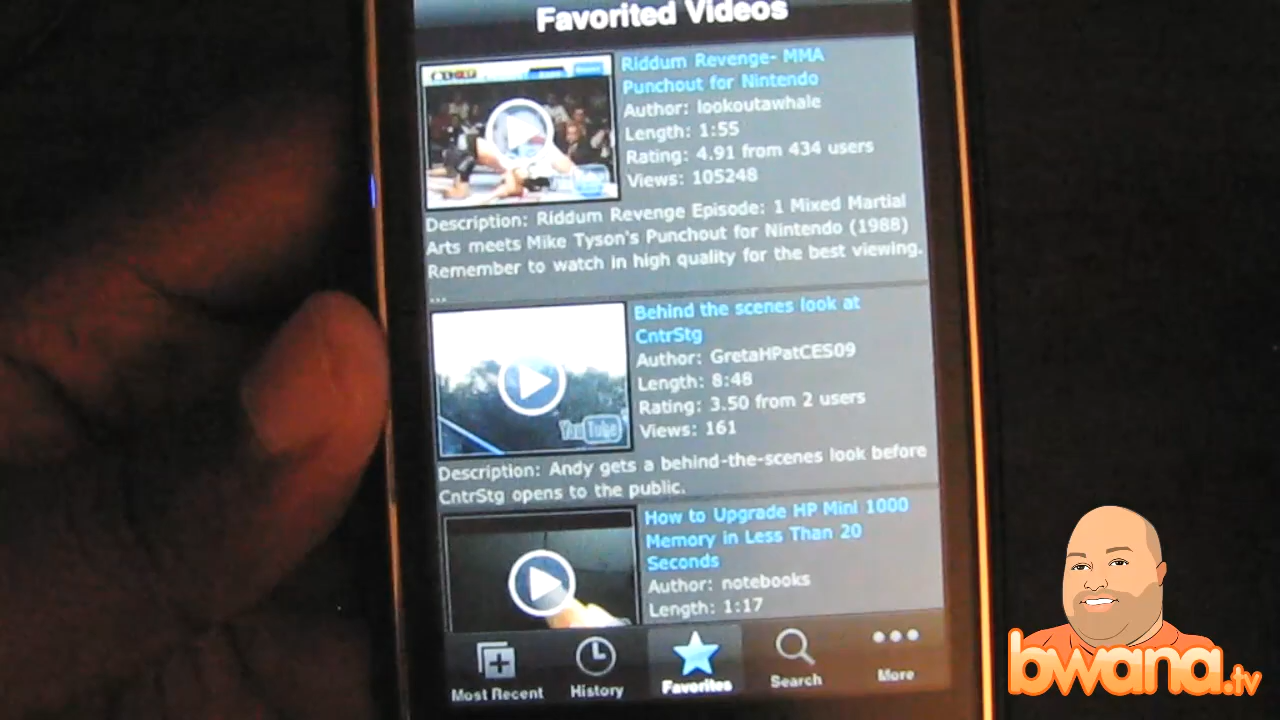 Favorited Videos
Riddum Revenge- MMA
Punchout for Nintendo
Author: lookoutawhale
Length: 1:55
Rating: 4.91 from 434 users
Views: 105248
Description: Riddum Revenge Episode: 1 Mixed Martial
Arts meets Mike Tyson's Punchout for Nintendo (1988)
Remember to watch in high quality for the best viewing.
...
Behind the scenes look at
CntrStg
Author: GretaHPatCES09
Length: 8:48
Rating: 3.50 from 2 users
Views: 161
YouTube
Description: Andy gets a behind-the-scenes look before
CntrStg opens to the public.
How to Upgrade HP Mini 1000
Memory in Less Than 20
Seconds
Author: notebooks
Length: 1:17
Most Recent
History
Favorites
Search
More
bwana.tv